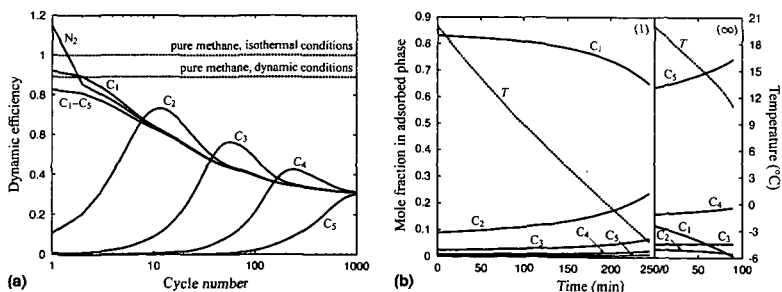 1.2
1
0.8
0.6
0.4
0.2
0
Dynamic efficiency
N2
pure methane, isothermal conditions
pure methane, dynamic conditions
C1
C1–C5
C2
C3
C4
C5
1
10
100
1000
Cycle number
(a)
0.9
0.8
0.7
0.6
0.5
0.4
0.3
0.2
0.1
0
Mole fraction in adsorbed phase
(1)
C1
T
C2
C3
C4
C5
(∞)
T
C5
C4
C1
C2
C3
21
18
15
12
9
6
3
0
-3
-6
Temperature (°C)
0
50
100
150
200
250/0
50
100
Time (min)
(b)